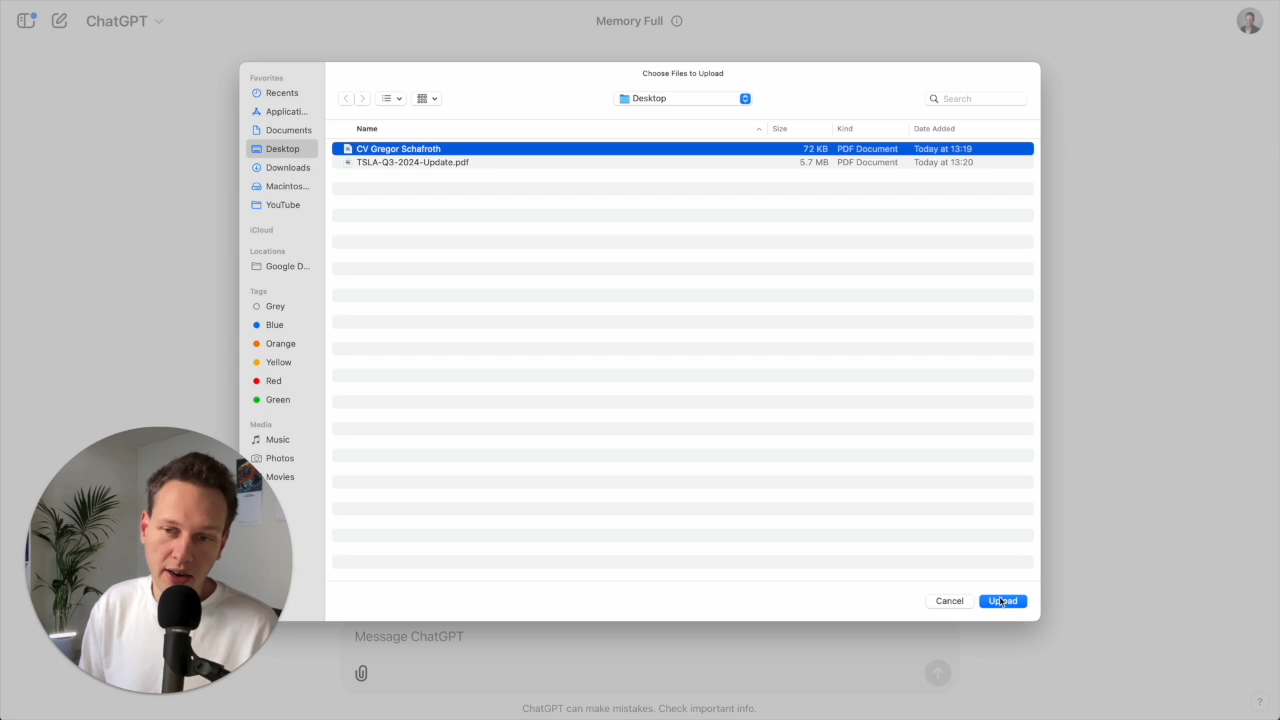 ChatGPT
Memory Full
Choose Files to Upload
Favorites
Recents
Applicati...
Documents
Desktop
Downloads
Macintos...
YouTube
iCloud
Locations
Google D...
Tags
Grey
Blue
Orange
Yellow
Red
Green
Media
Music
Photos
Movies
Desktop
Search
Name Size Kind Date Added
CV Gregor Schafroth 72 KB PDF Document Today at 13:19
TSLA-Q3-2024-Update.pdf 5.7 MB PDF Document Today at 13:20
Cancel Upload
Message ChatGPT
ChatGPT can make mistakes. Check important info.
?